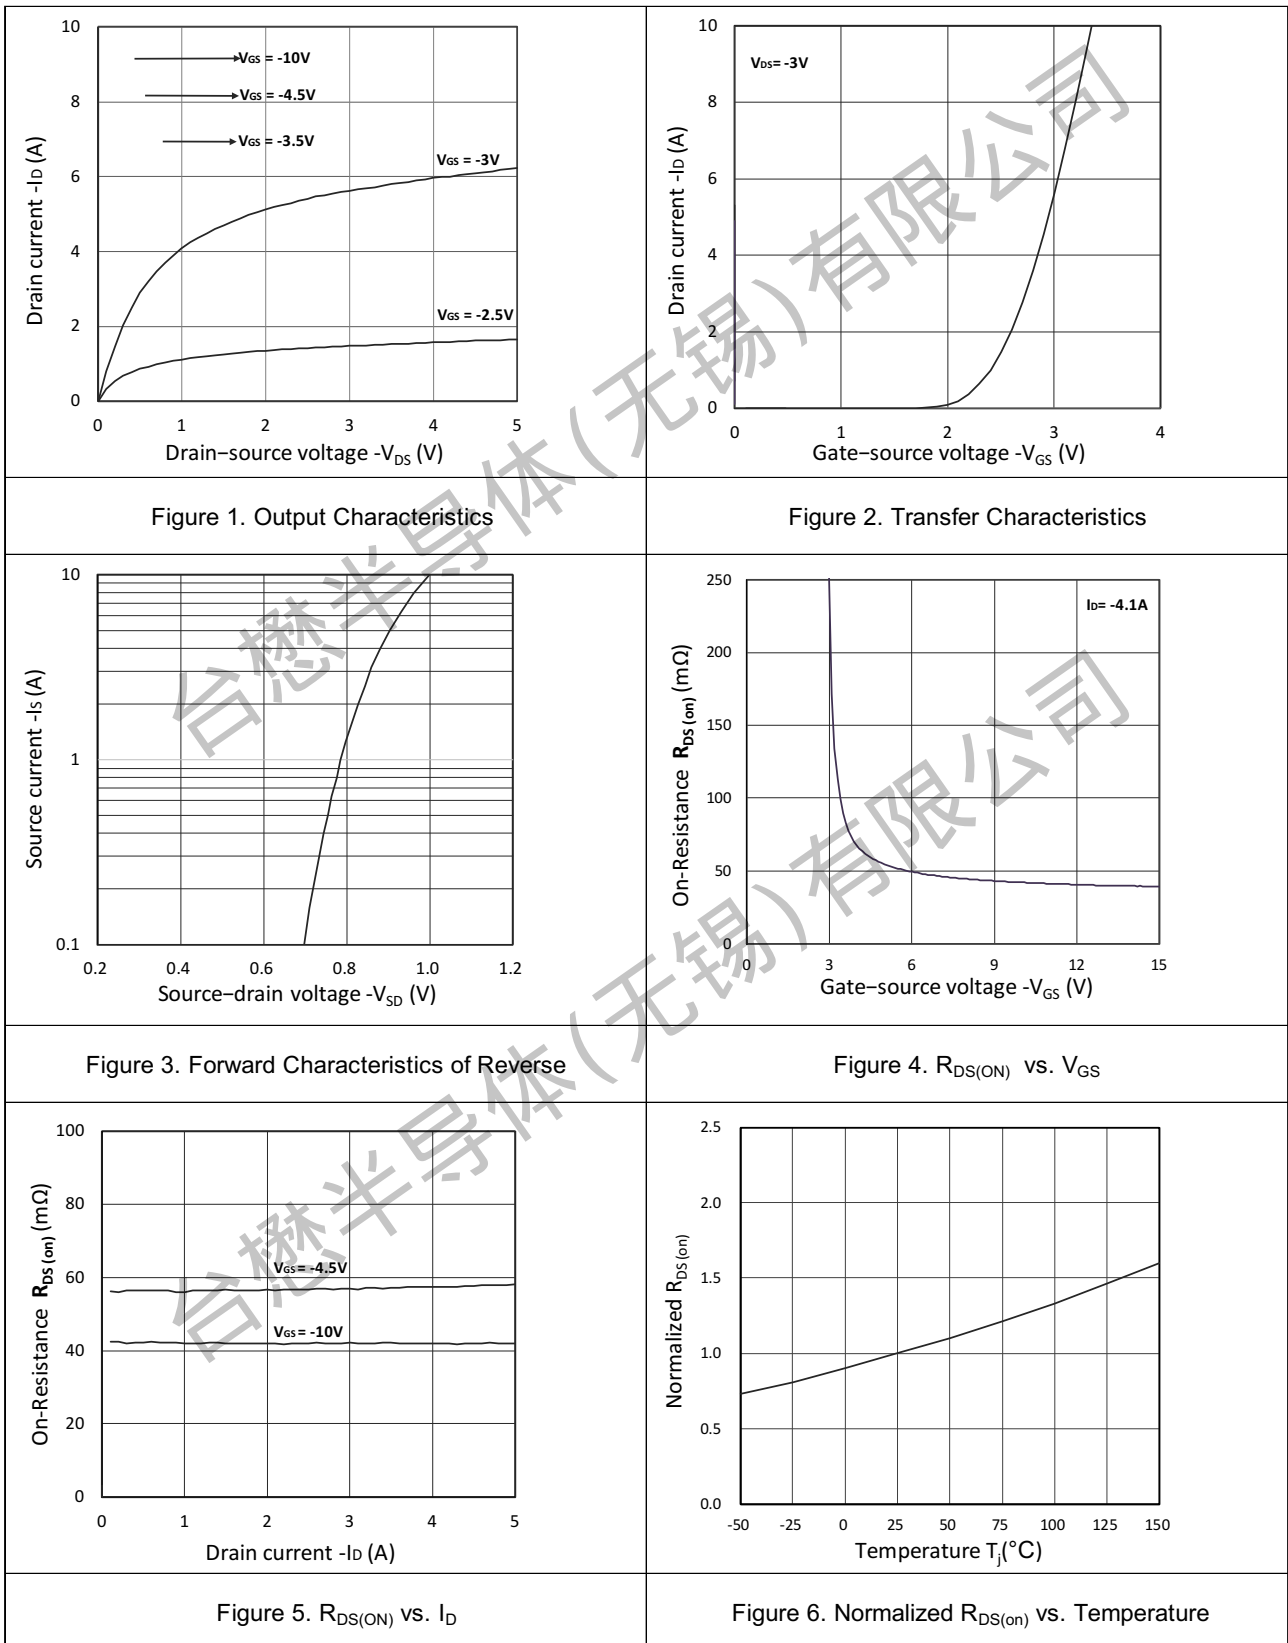 10
8
6
4
2
0
Drain current -ID (A)
VGS = -10V
VGS = -4.5V
VGS = -3.5V
VGS = -3V
VGS = -2.5V
0 1 2 3 4 5
Drain−source voltage -VDS (V)
Figure 1. Output Characteristics
10
8
6
4
2
0
Drain current -ID (A)
VDS= -3V
0 1 2 3 4
Gate−source voltage -VGS (V)
Figure 2. Transfer Characteristics
10
1
0.1
Source current -IS (A)
0.2 0.4 0.6 0.8 1.0 1.2
Source−drain voltage -VSD (V)
Figure 3. Forward Characteristics of Reverse
250
200
150
100
50
0
On-Resistance RDS (on) (mΩ)
ID= -4.1A
0 3 6 9 12 15
Gate−source voltage -VGS (V)
Figure 4. RDS(ON) vs. VGS
100
80
60
40
20
0
On-Resistance RDS (on) (mΩ)
VGS = -4.5V
VGS = -10V
0 1 2 3 4 5
Drain current -ID (A)
Figure 5. RDS(ON) vs. ID
2.5
2.0
1.5
1.0
0.5
0.0
Normalized RDS (on)
-50 -25 0 25 50 75 100 125 150
Temperature Tj(°C)
Figure 6. Normalized RDS(on) vs. Temperature
台懋半导体(无锡)有限公司
台懋半导体(无锡)有限公司